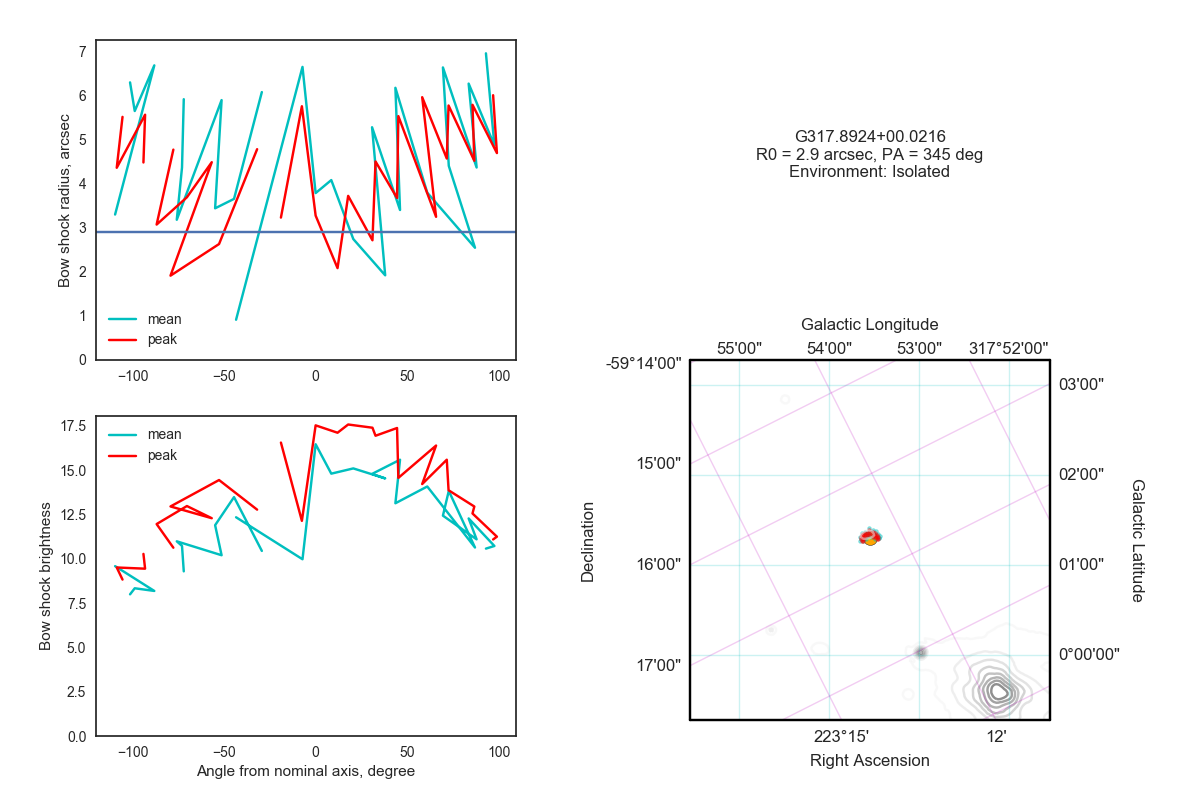 7
6
5
4
3
2
1
0
Bow shock radius, arcsec
mean
peak
−100
−50
0
50
100
17.5
15.0
12.5
10.0
7.5
5.0
2.5
0.0
Bow shock brightness
mean
peak
−100
−50
0
50
100
Angle from nominal axis, degree
G317.8924+00.0216
R0 = 2.9 arcsec, PA = 345 deg
Environment: Isolated
Galactic Longitude
55'00" 54'00" 53'00" 317°52'00"
-59°14'00"
15'00"
16'00"
17'00"
Declination
03'00"
02'00"
01'00"
0°00'00"
Galactic Latitude
223°15' 12'
Right Ascension